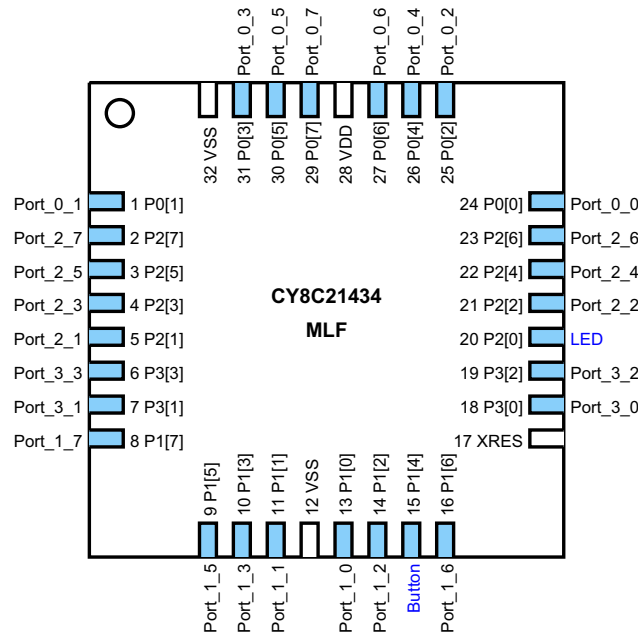 Port_0_3
Port_0_5
Port_0_7
Port_0_6
Port_0_4
Port_0_2
32 VSS
31 P0[3]
30 P0[5]
29 P0[7]
28 VDD
27 P0[6]
26 P0[4]
25 P0[2]
Port_0_1 1 P0[1]
Port_2_7 2 P2[7]
Port_2_5 3 P2[5]
Port_2_3 4 P2[3]
Port_2_1 5 P2[1]
Port_3_3 6 P3[3]
Port_3_1 7 P3[1]
Port_1_7 8 P1[7]
CY8C21434
MLF
24 P0[0] Port_0_0
23 P2[6] Port_2_6
22 P2[4] Port_2_4
21 P2[2] Port_2_2
20 P2[0] LED
19 P3[2] Port_3_2
18 P3[0] Port_3_0
17 XRES
9 P1[5]
10 P1[3]
11 P1[1]
12 VSS
13 P1[0]
14 P1[2]
15 P1[4]
16 P1[6]
Port_1_5
Port_1_3
Port_1_1
Port_1_0
Port_1_2
Button
Port_1_6